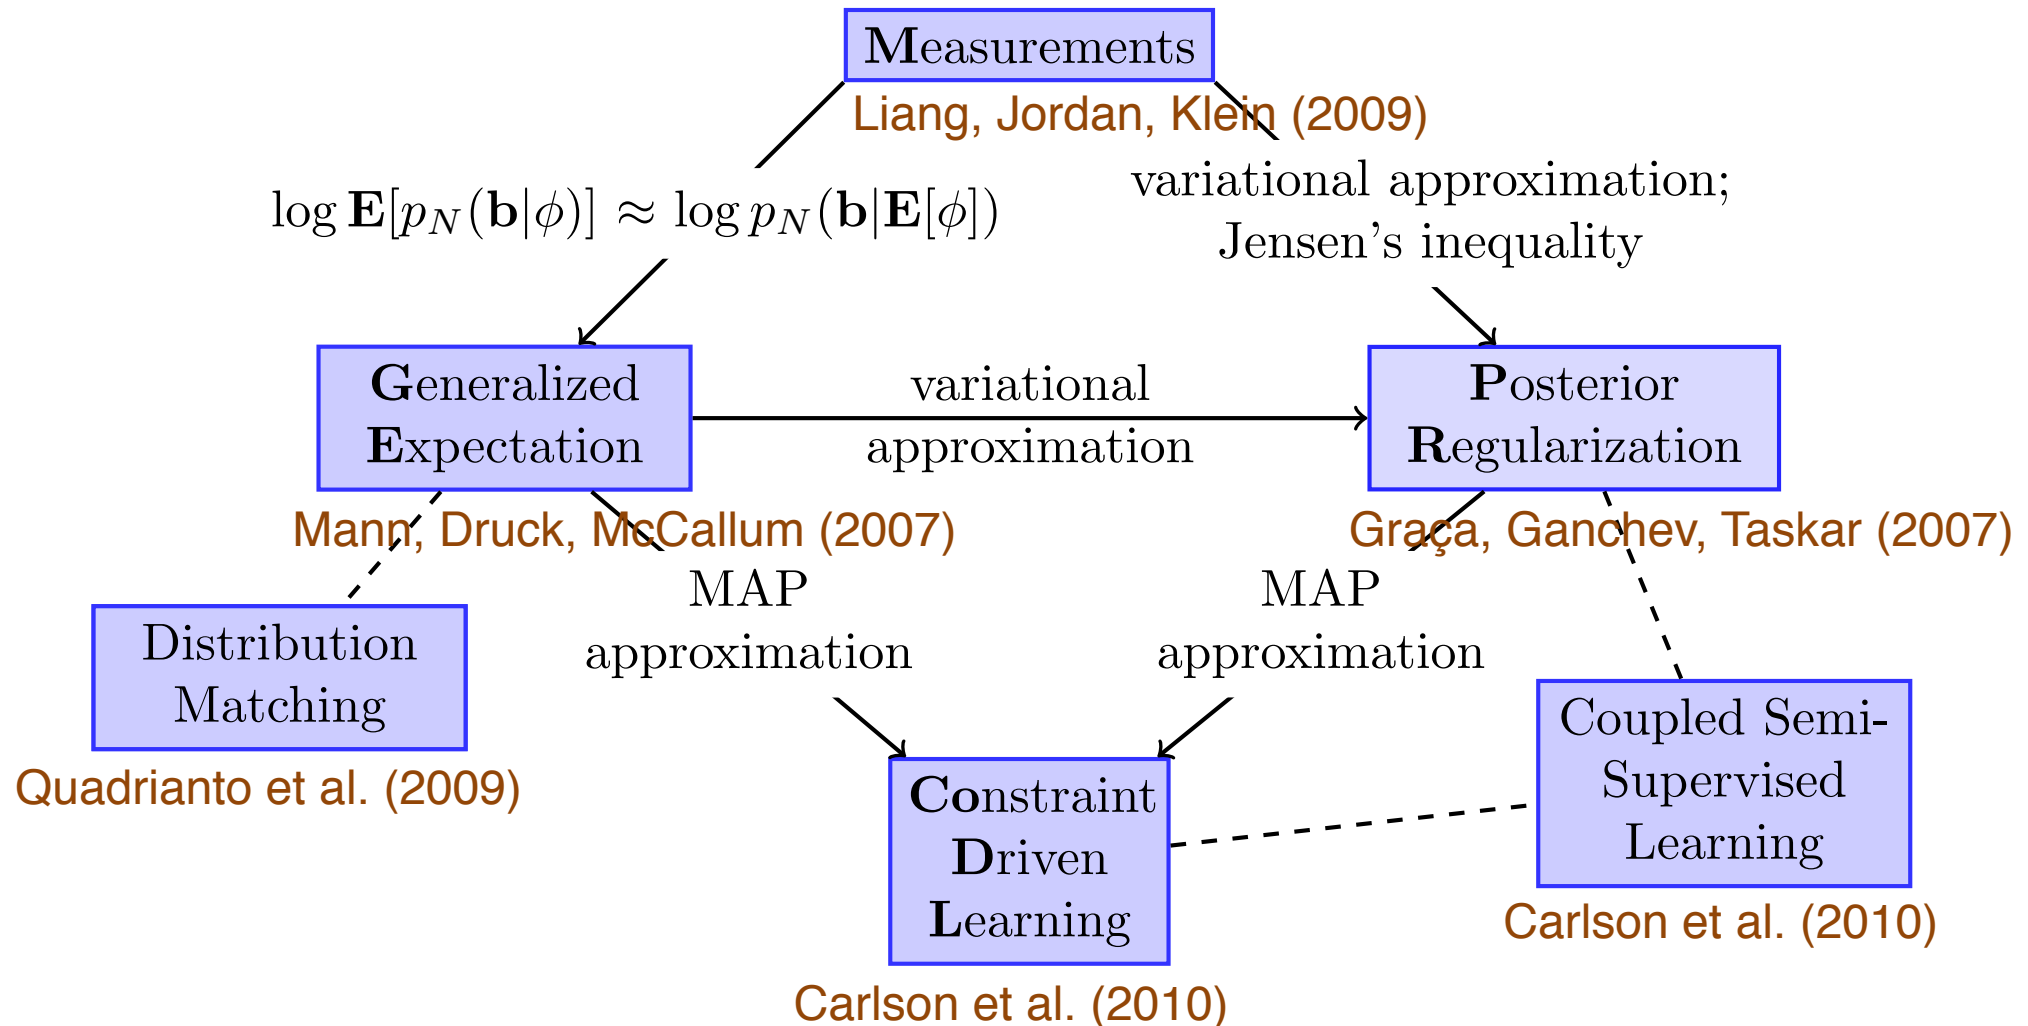 Measurements
Liang, Jordan, Klein (2009)
log E[p_N(b|ϕ)] ≈ log p_N(b|E[ϕ])
variational approximation;
Jensen's inequality
Generalized
Expectation
variational
approximation
Posterior
Regularization
Mann, Druck, McCallum (2007)
Graça, Ganchev, Taskar (2007)
MAP
approximation
MAP
approximation
Distribution
Matching
Quadrianto et al. (2009)
Coupled Semi-
Supervised
Learning
Carlson et al. (2010)
Constraint
Driven
Learning
Carlson et al. (2010)